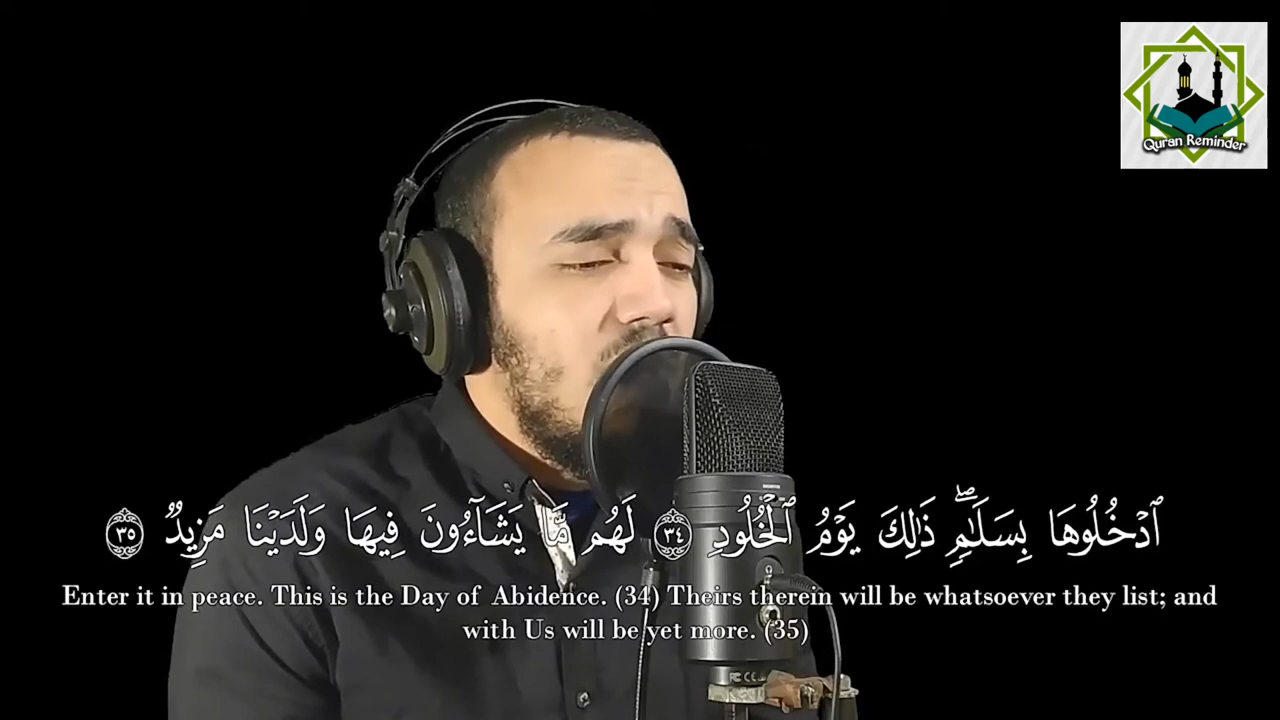 Quran Reminder
ٱدْخُلُوهَا بِسَلَٰمٍ ۖ ذَٰلِكَ يَوْمُ ٱلْخُلُودِ ٣٤ لَهُم مَّا يَشَآءُونَ فِيهَا وَلَدَيْنَا مَزِيدٌ ٣٥
Enter it in peace. This is the Day of Abidence. (34) Theirs therein will be whatsoever they list; and
with Us will be yet more. (35)